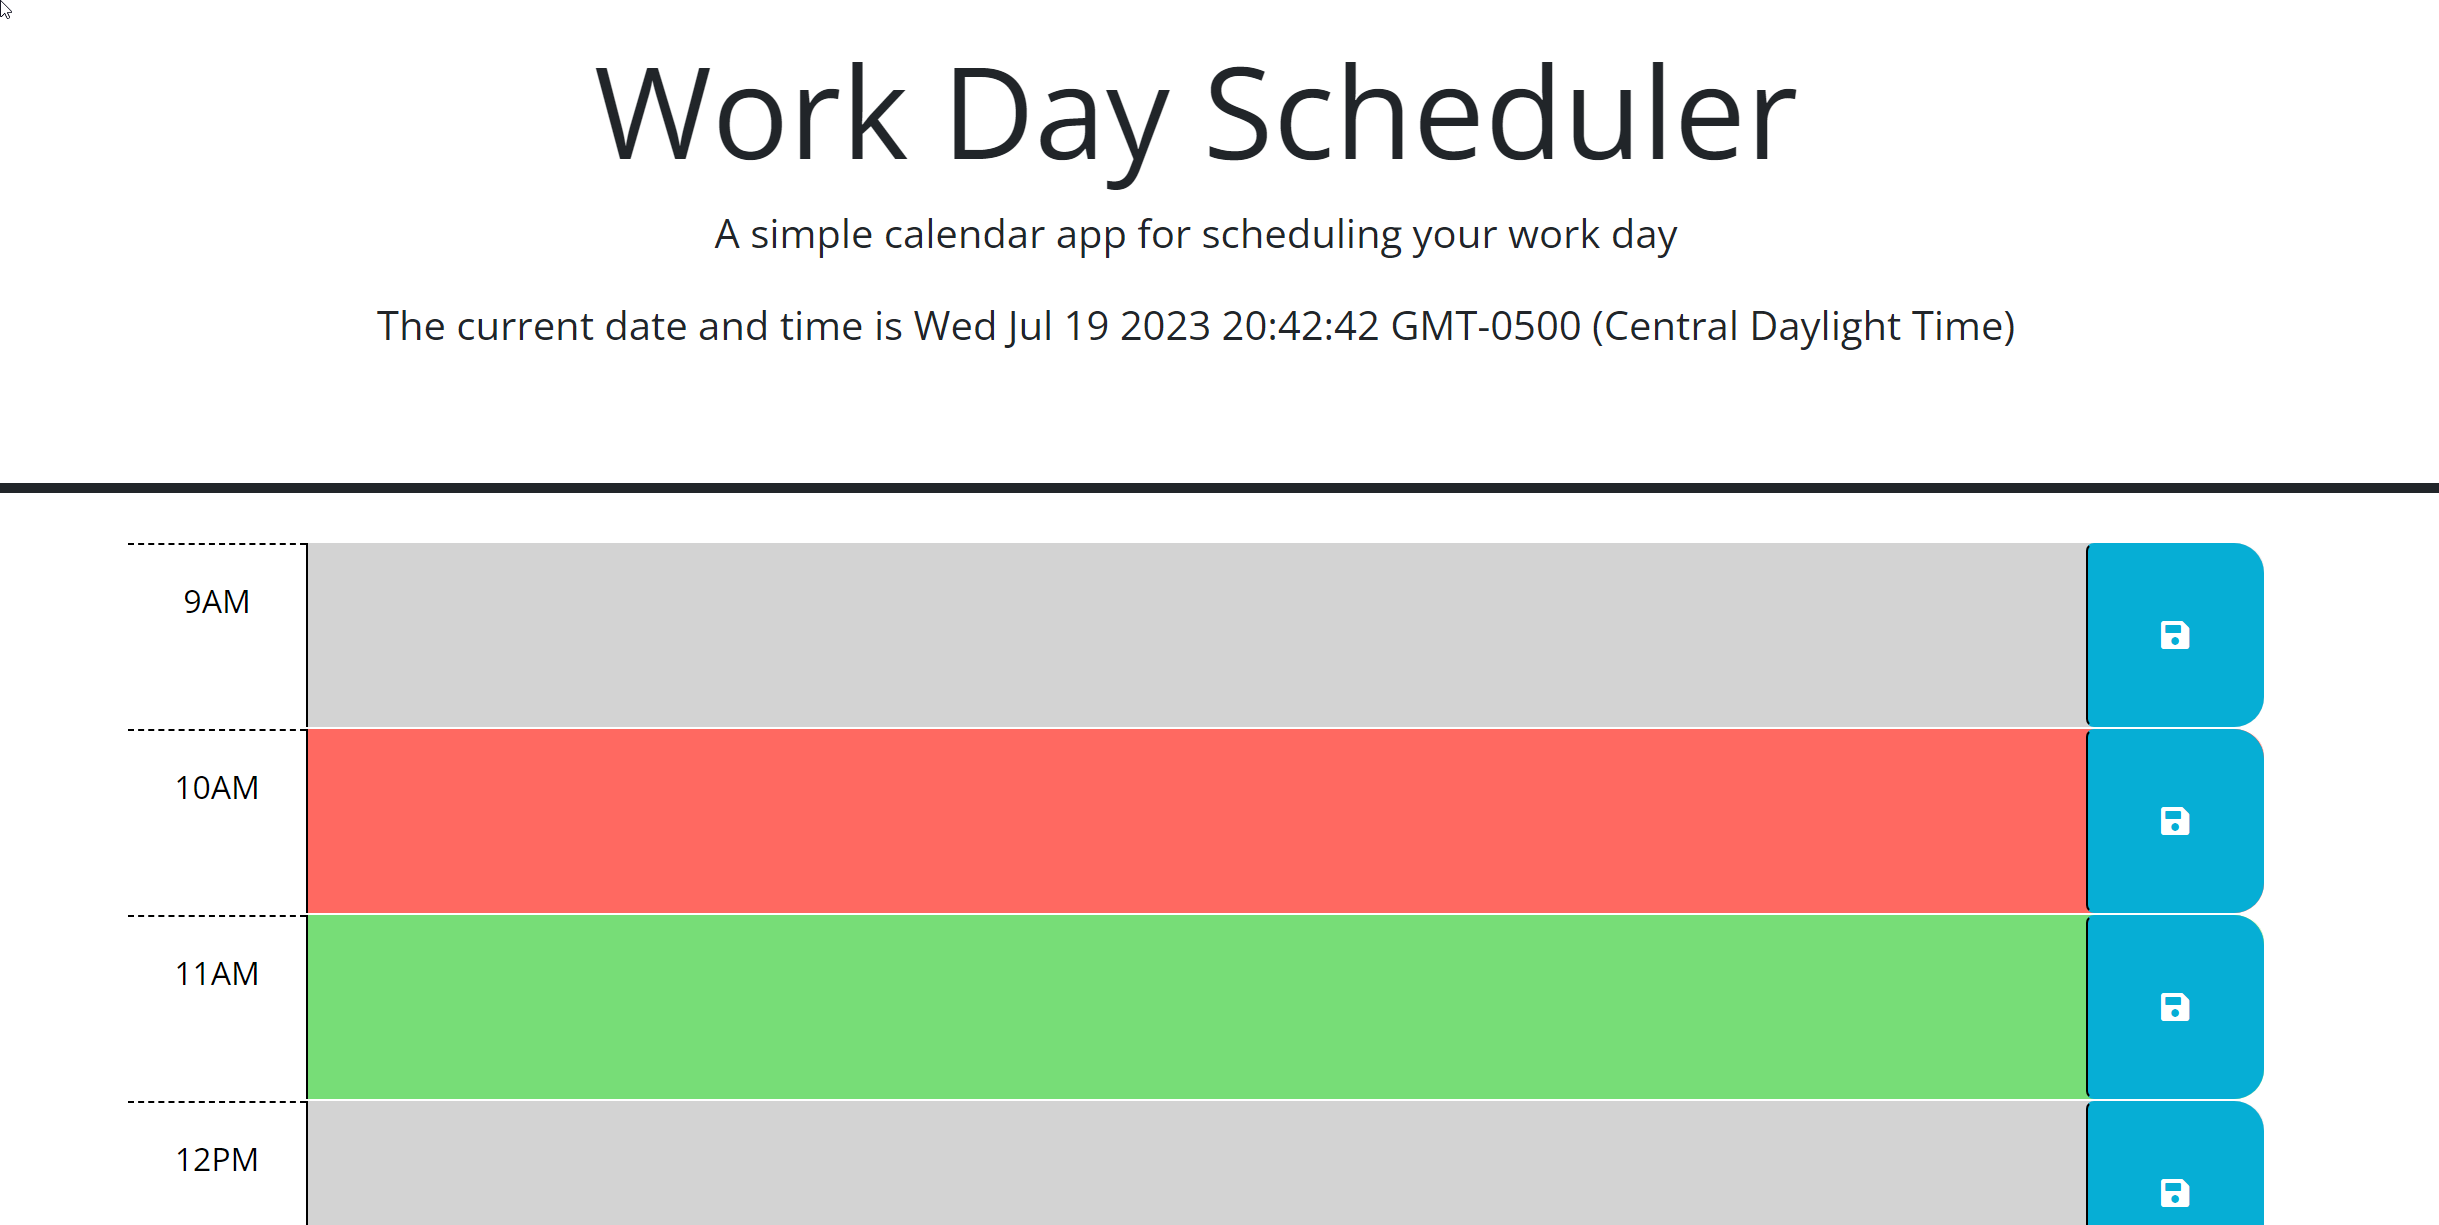 Work Day Scheduler
A simple calendar app for scheduling your work day
The current date and time is Wed Jul 19 2023 20:42:42 GMT-0500 (Central Daylight Time)
9AM
10AM
11AM
12PM